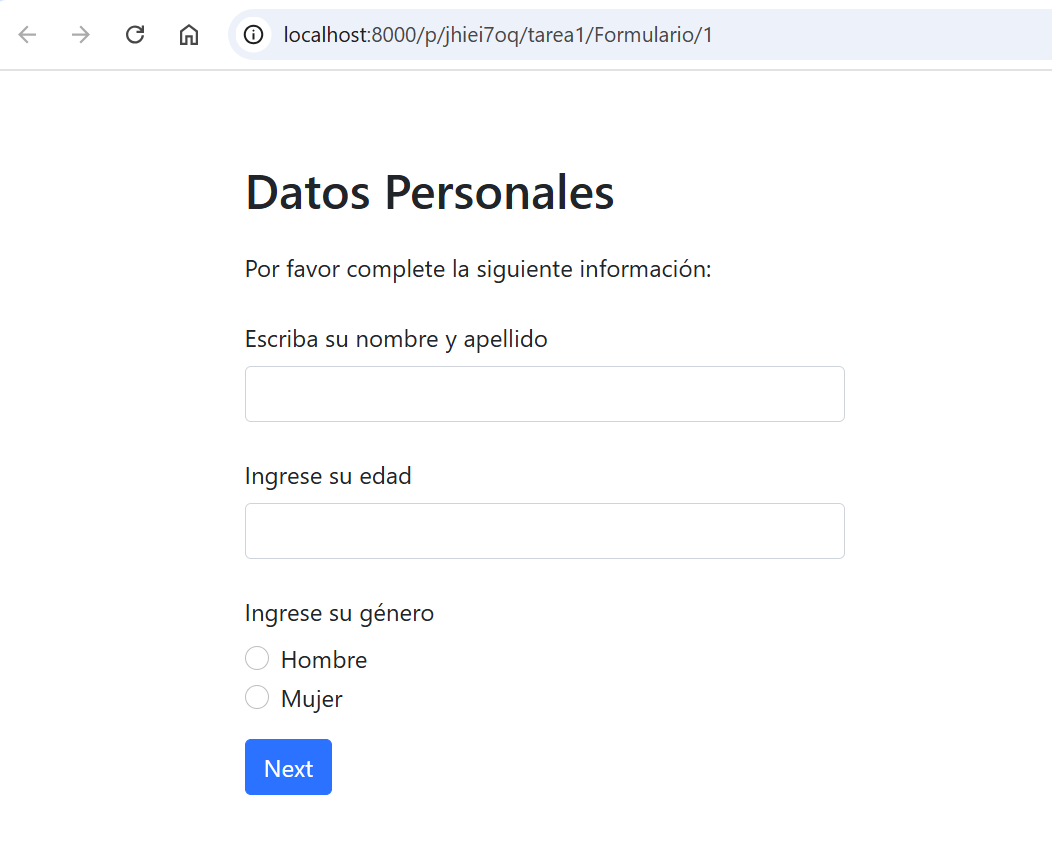 localhost:8000/p/jhiei7oq/tarea1/Formulario/1
Datos Personales
Por favor complete la siguiente información:
Escriba su nombre y apellido
Ingrese su edad
Ingrese su género
Hombre
Mujer
Next